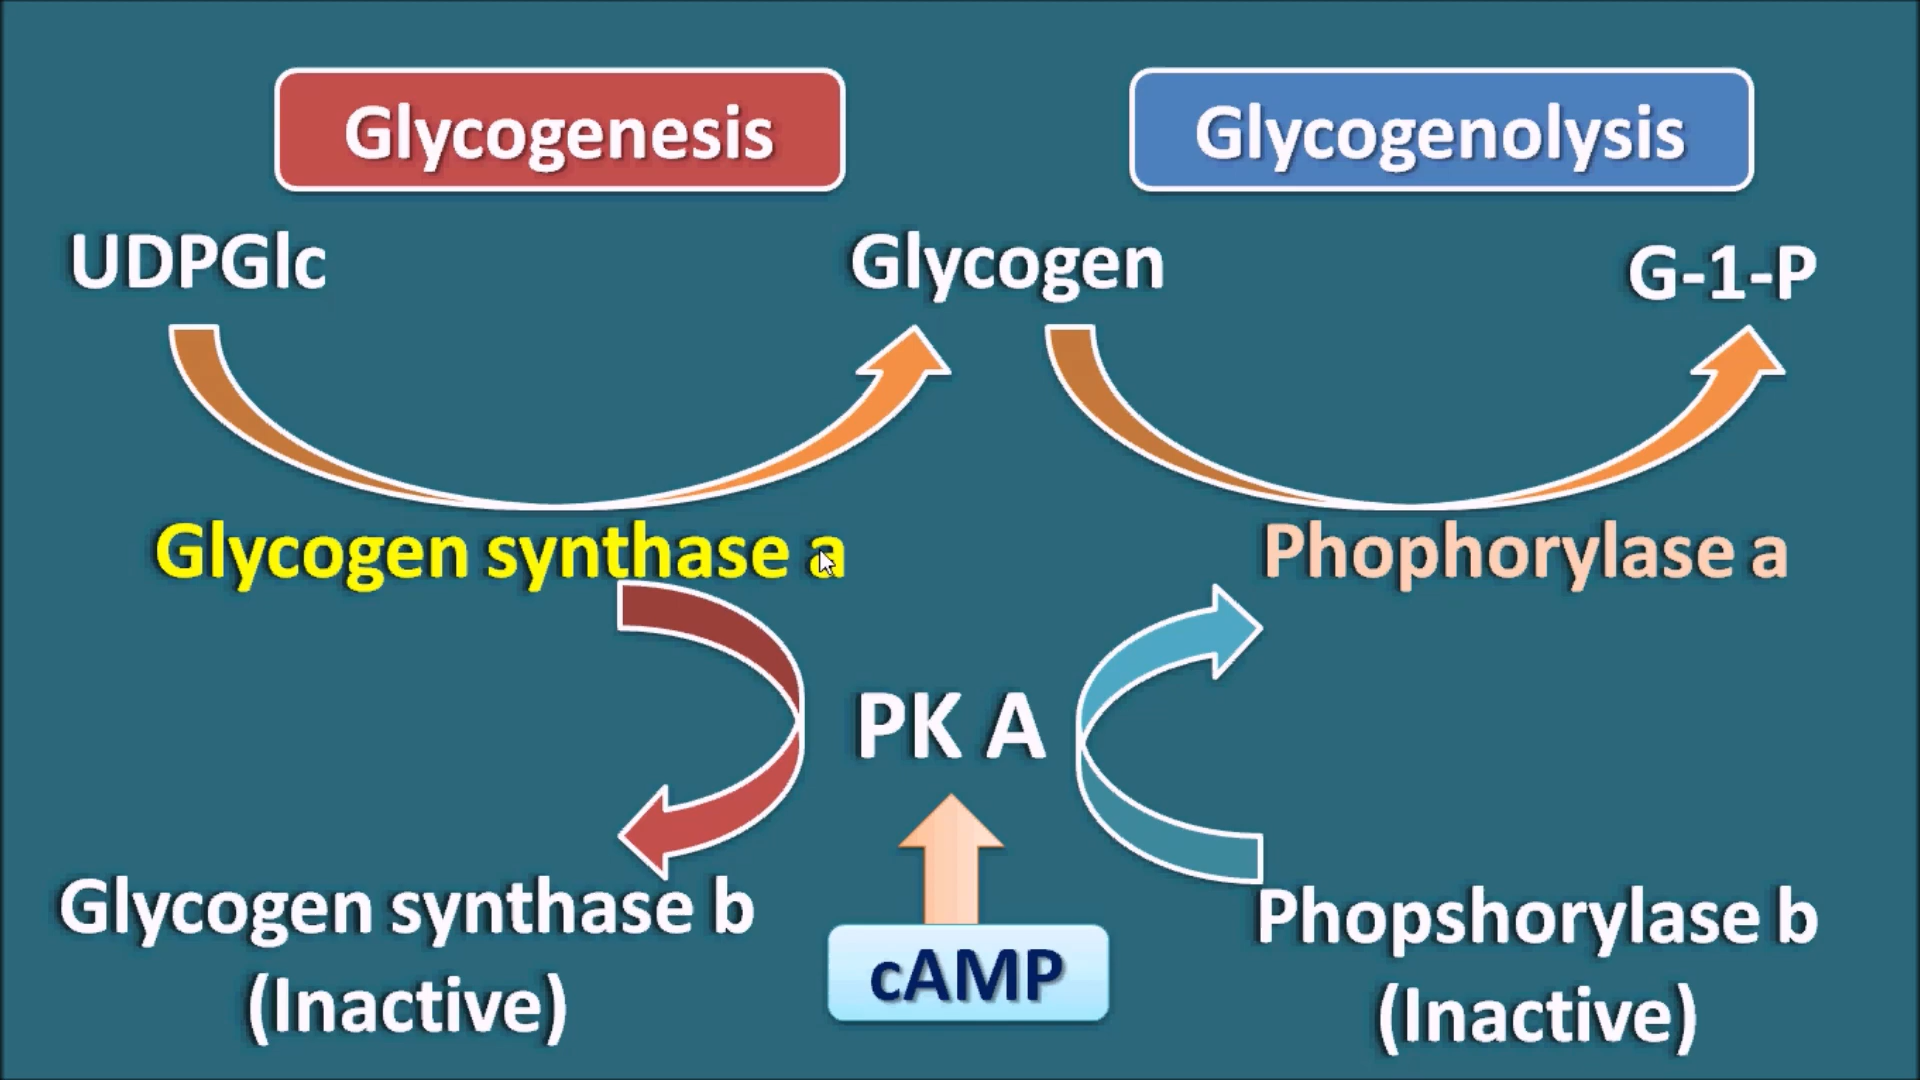 Glycogenesis
Glycogenolysis
UDPGlc
Glycogen
G-1-P
Glycogen synthase a
Phophorylase a
PK A
Glycogen synthase b
(Inactive)
cAMP
Phopshorylase b
(Inactive)